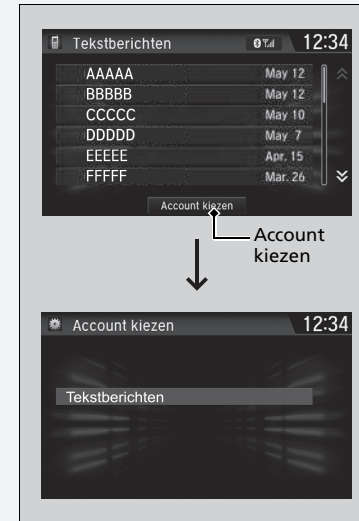 Tekstberichten 12:34
AAAAA May 12
BBBBB May 12
CCCCC May 10
DDDDD May 7
EEEEE Apr. 15
FFFFF Mar. 26
Account kiezen
Account
kiezen
Account kiezen 12:34
Tekstberichten